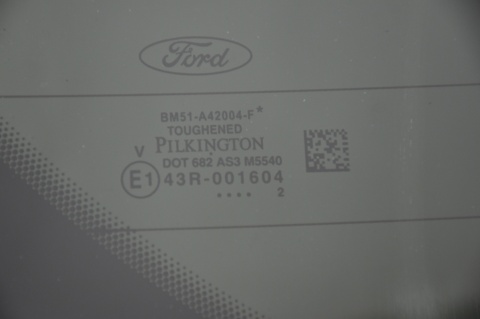 Ford
BM51-A42004-F*
TOUGHENED
PILKINGTON
V DOT 682 AS3 M5540
E1 43R-001604
.... 2